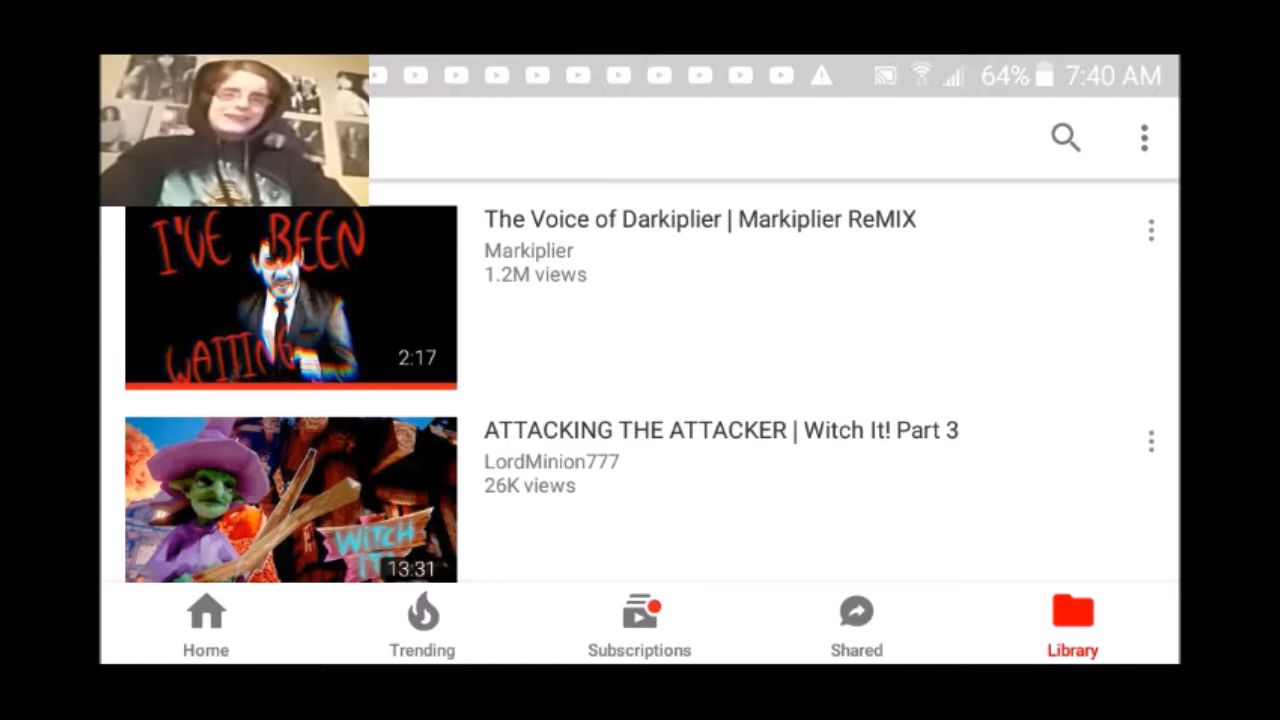 64% 7:40 AM
I'VE BEEN
WAITING
2:17
The Voice of Darkiplier | Markiplier ReMIX
Markiplier
1.2M views
WITCH
IT!
13:31
ATTACKING THE ATTACKER | Witch It! Part 3
LordMinion777
26K views
Home
Trending
Subscriptions
Shared
Library